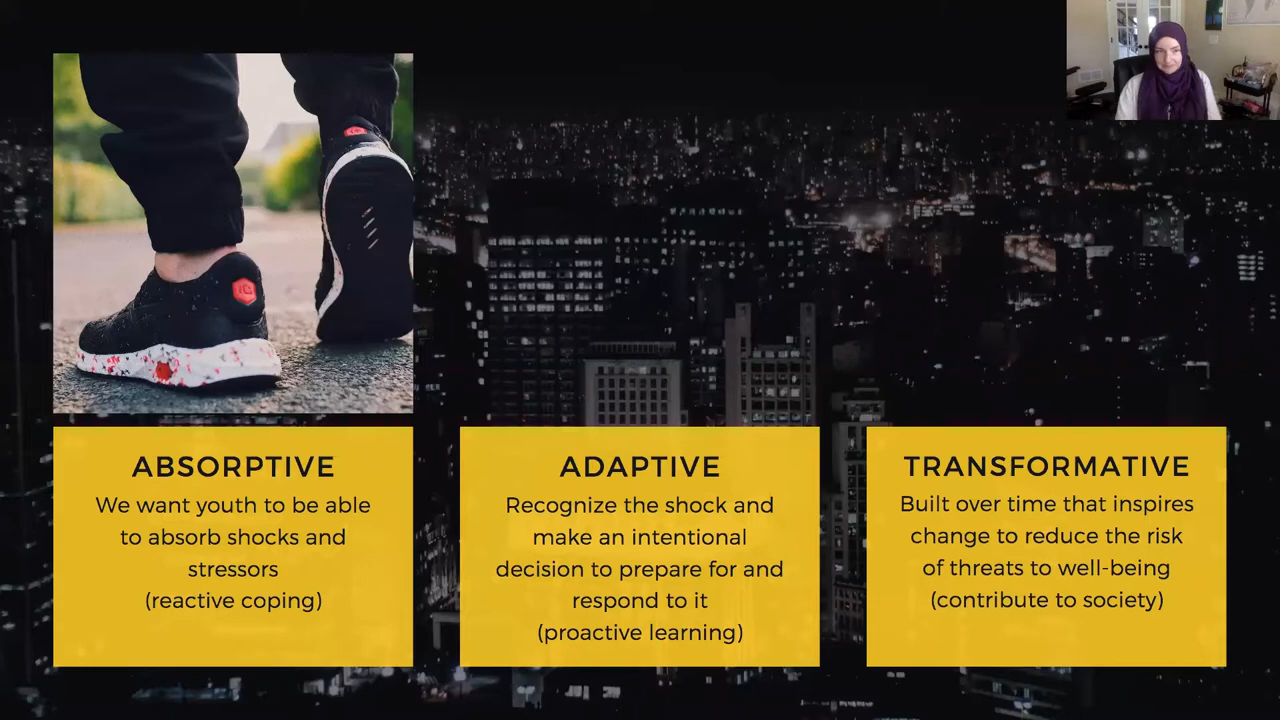 ABSORPTIVE
We want youth to be able
to absorb shocks and
stressors
(reactive coping)
ADAPTIVE
Recognize the shock and
make an intentional
decision to prepare for and
respond to it
(proactive learning)
TRANSFORMATIVE
Built over time that inspires
change to reduce the risk
of threats to well-being
(contribute to society)